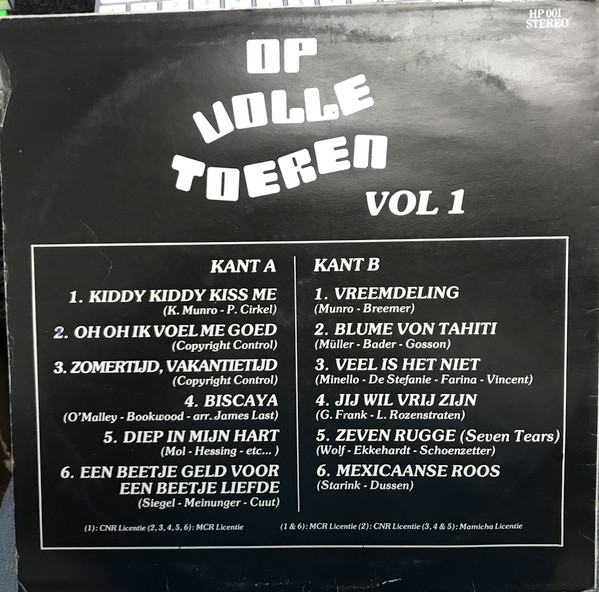 HP 001
STEREO
OP
VOLLE
TOEREN
VOL 1
KANT A
1. KIDDY KIDDY KISS ME
(K. Munro - P. Cirkel)
2. OH OH IK VOEL ME GOED
(Copyright Control)
3. ZOMERTIJD, VAKANTIETIJD
(Copyright Control)
4. BISCAYA
(O'Malley - Bookwood - arr. James Last)
5. DIEP IN MIJN HART
(Mol - Hessing - etc... )
6. EEN BEETJE GELD VOOR
EEN BEETJE LIEFDE
(Siegel - Meinunger - Cuut)
(1): CNR Licentie (2, 3, 4, 5, 6): MCR Licentie
KANT B
1. VREEMDELING
(Munro - Breemer)
2. BLUME VON TAHITI
(Müller - Bader - Gosson)
3. VEEL IS HET NIET
(Minello - De Stefanie - Farina - Vincent)
4. JIJ WIL VRIJ ZIJN
(G. Frank - L. Rozenstraten)
5. ZEVEN RUGGE (Seven Tears)
(Wolf - Ekkehardt - Schoenzetter)
6. MEXICAANSE ROOS
(Starink - Dussen)
(1 & 6): MCR Licentie (2): CNR Licentie (3, 4 & 5): Mamicha Licentie